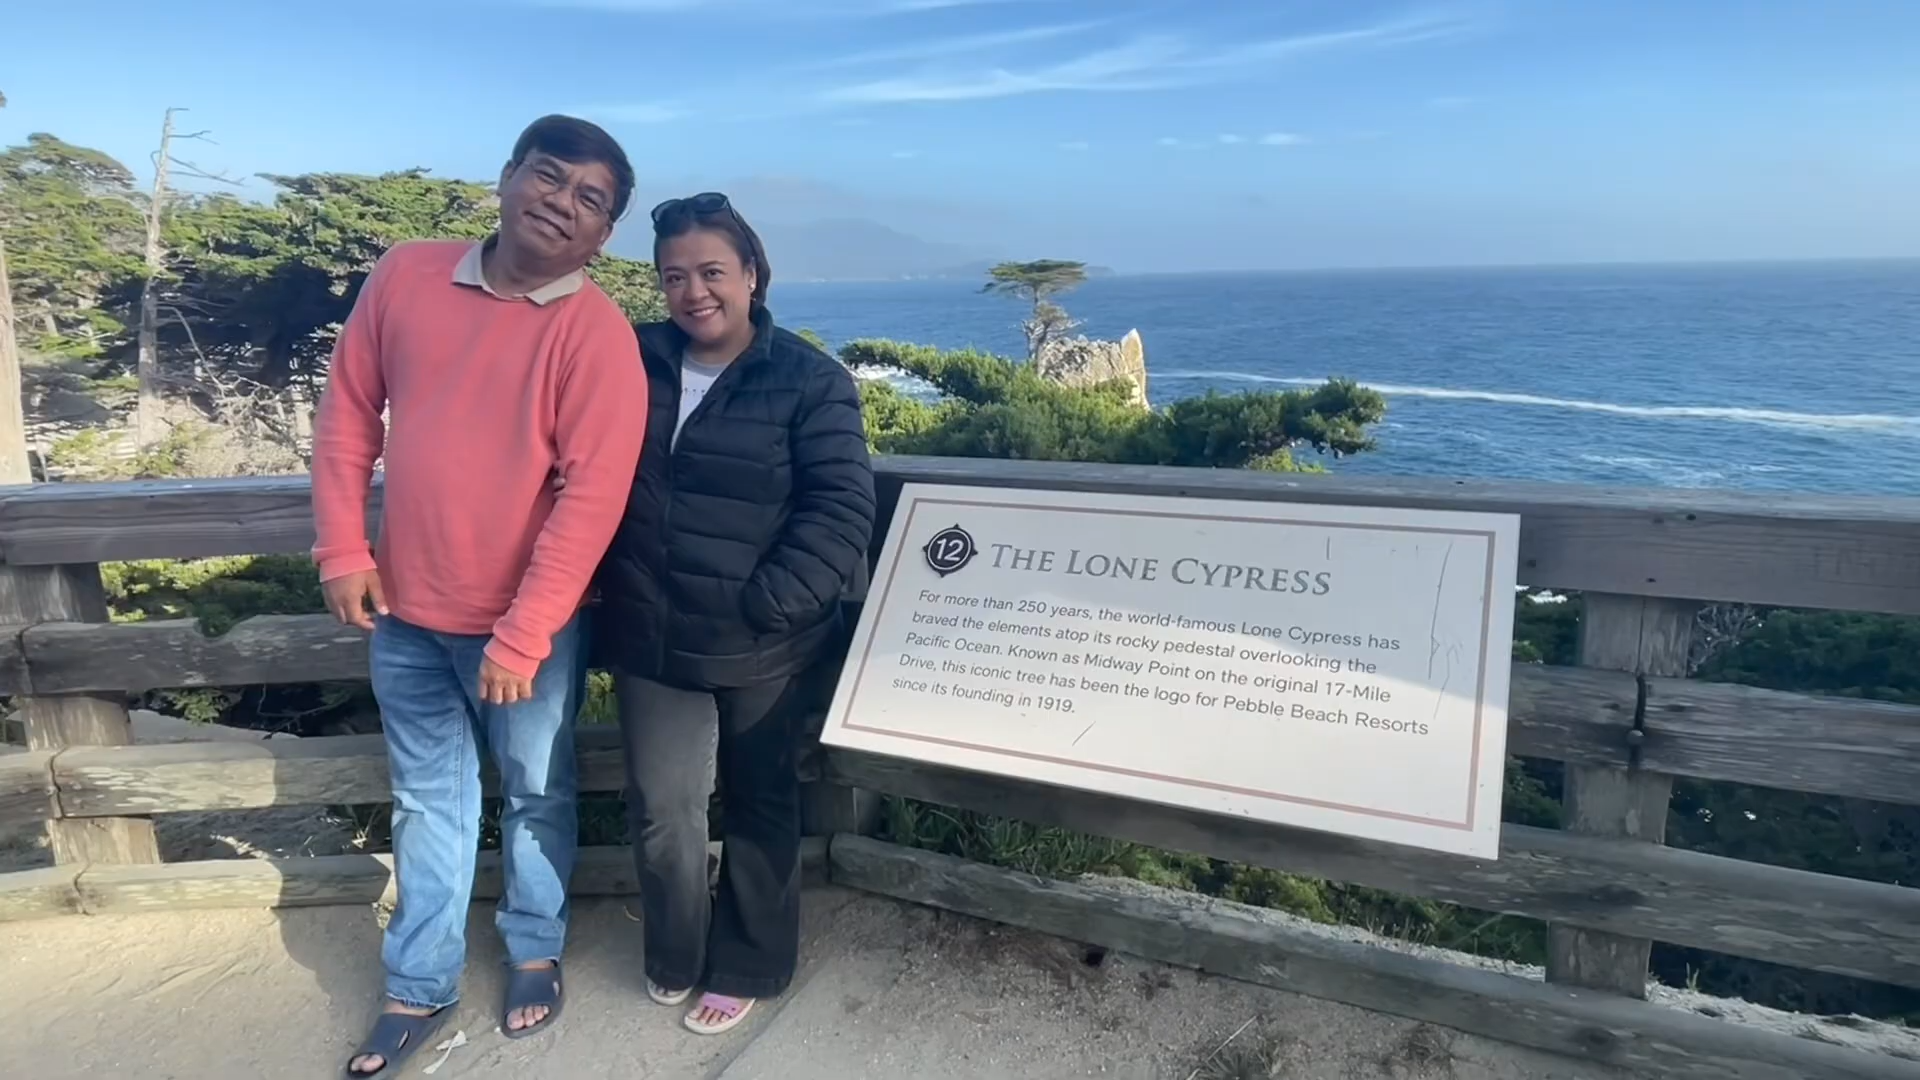 12 THE LONE CYPRESS
For more than 250 years, the world-famous Lone Cypress has
braved the elements atop its rocky pedestal overlooking the
Pacific Ocean. Known as Midway Point on the original 17-Mile
Drive, this iconic tree has been the logo for Pebble Beach Resorts
since its founding in 1919.